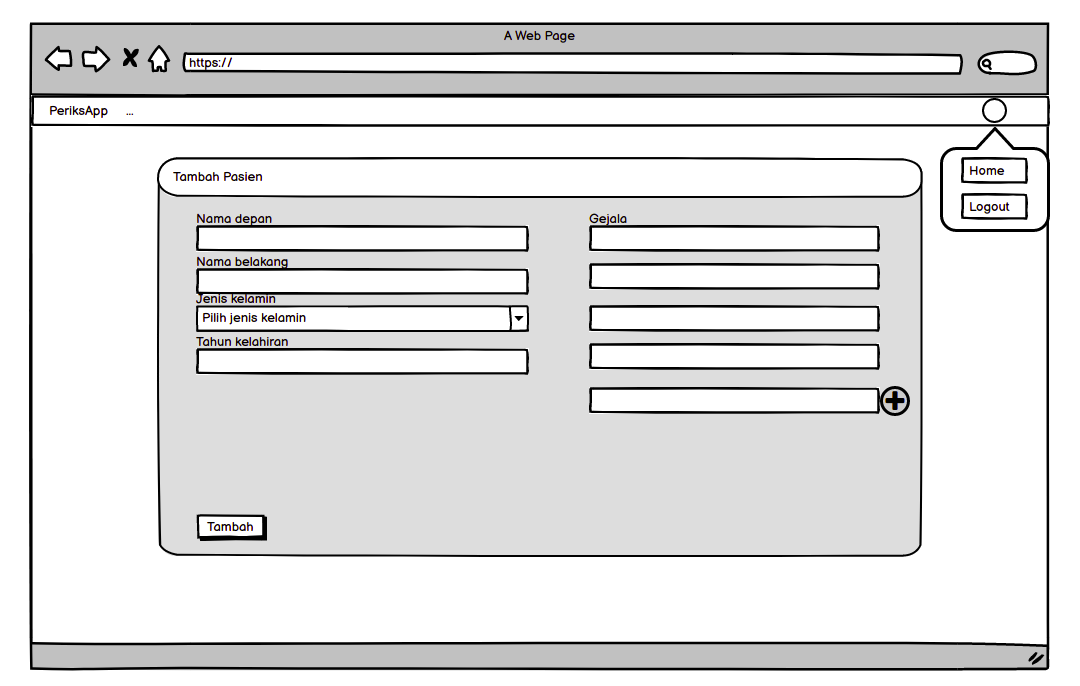 A Web Page
https://
PeriksApp ...
Home
Logout
Tambah Pasien
Nama depan
Nama belakang
Jenis kelamin
Pilih jenis kelamin
Tahun kelahiran
Gejala
Tambah